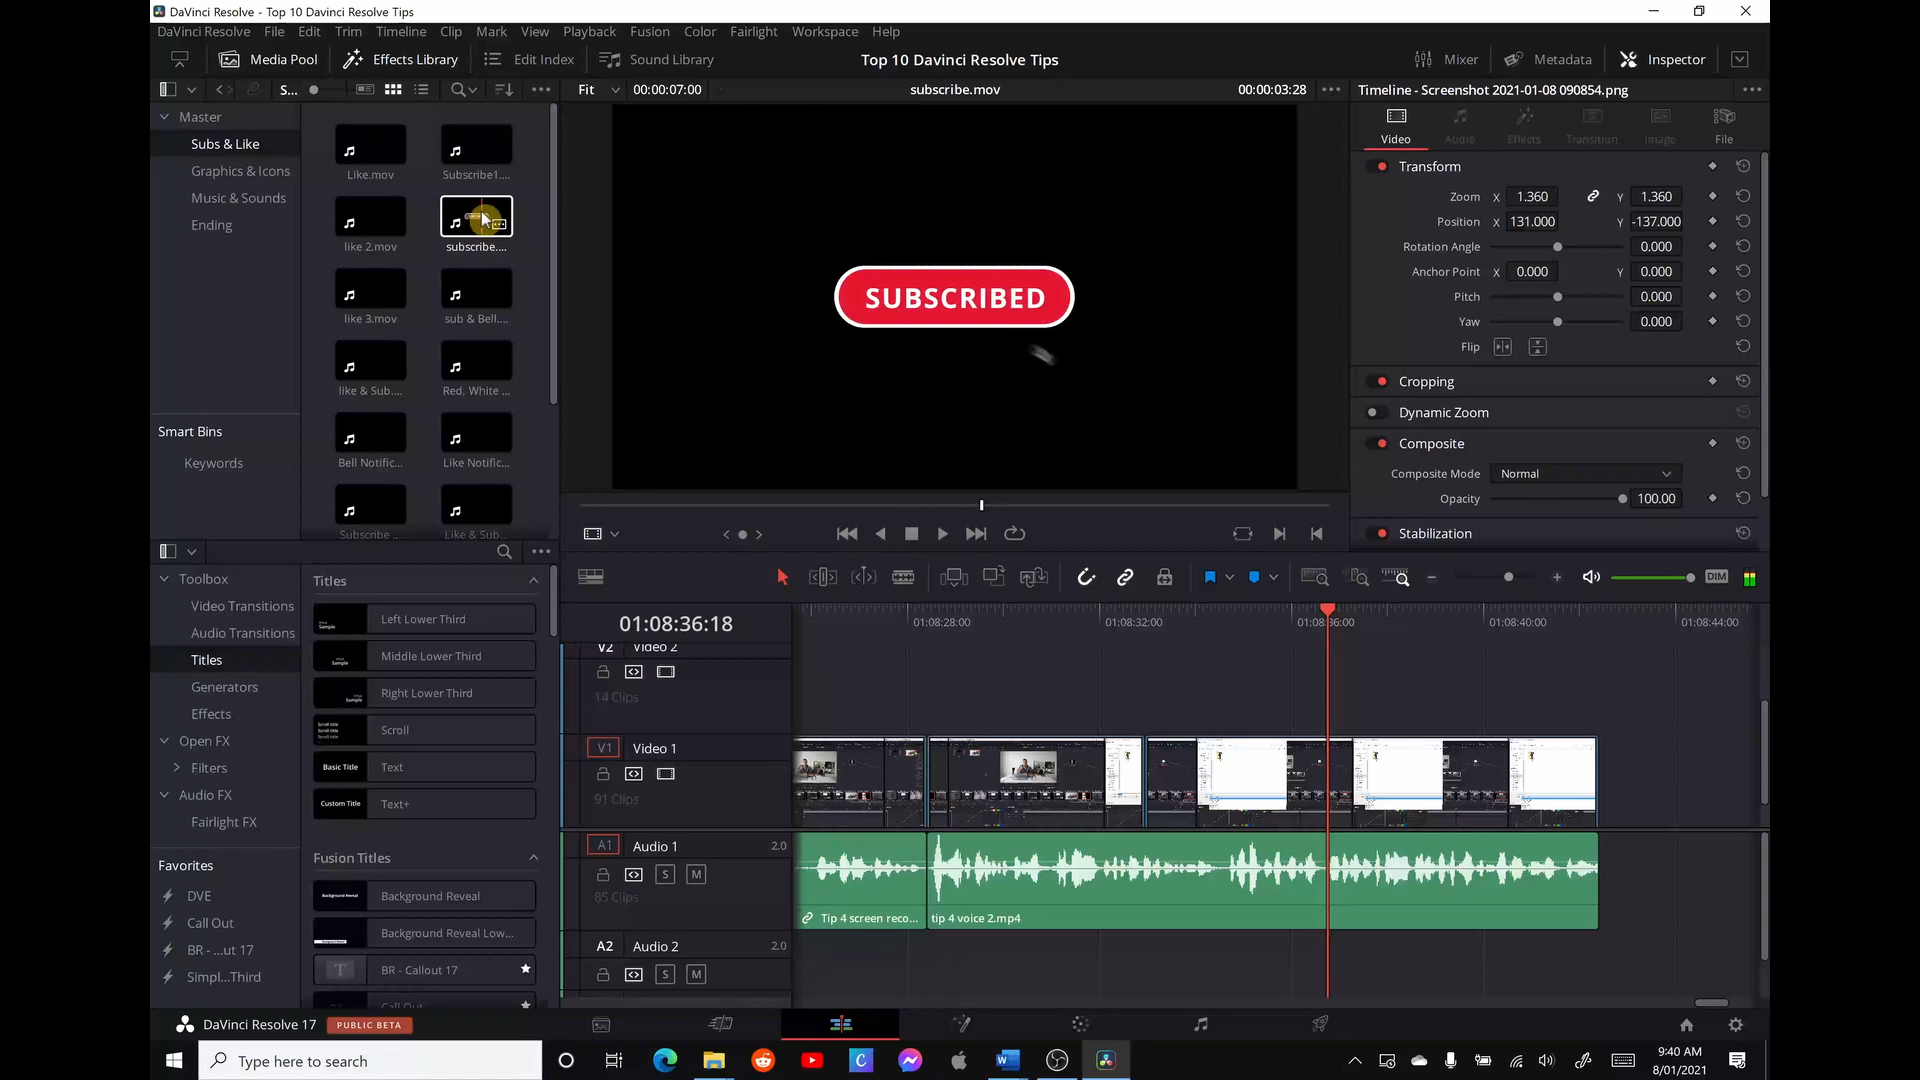 DaVinci Resolve - Top 10 Davinci Resolve Tips
DaVinci Resolve File Edit Trim Timeline Clip Mark View Playback Fusion Color Fairlight Workspace Help
Media Pool Effects Library Edit Index Sound Library Top 10 Davinci Resolve Tips Mixer Metadata Inspector
S... Fit 00:00:07:00 subscribe.mov 00:00:03:28 Timeline - Screenshot 2021-01-08 090854.png
Master
Subs & Like
Graphics & Icons
Music & Sounds
Ending
Smart Bins
Keywords
Like.mov Subscribe1....
like 2.mov subscribe....
like 3.mov sub & Bell....
like & Sub.... Red, White ...
Bell Notific... Like Notific...
Subscribe ... Like & Sub...
SUBSCRIBED
Video Audio Effects Transition Image File
Transform
Zoom X 1.360 Y 1.360
Position X 131.000 Y -137.000
Rotation Angle 0.000
Anchor Point X 0.000 Y 0.000
Pitch 0.000
Yaw 0.000
Flip
Cropping
Dynamic Zoom
Composite
Composite Mode Normal
Opacity 100.00
Stabilization
Toolbox
Video Transitions
Audio Transitions
Titles
Generators
Effects
Open FX
Filters
Audio FX
Fairlight FX
Favorites
DVE
Call Out
BR - ...ut 17
Simpl...Third
Titles
Left Lower Third
Middle Lower Third
Right Lower Third
Scroll
Basic Title Text
Custom Title Text+
Fusion Titles
Background Reveal
Background Reveal Low...
T BR - Callout 17
Call Out
DIM
01:08:36:18 01:08:28:00 01:08:32:00 01:08:36:00 01:08:40:00 01:08:44:00
V2 Video 2
14 Clips
V1 Video 1
91 Clips
A1 Audio 1 2.0
S M
85 Clips
Tip 4 screen reco... tip 4 voice 2.mp4
A2 Audio 2 2.0
S M
DaVinci Resolve 17 PUBLIC BETA
Type here to search
9:40 AM
8/01/2021